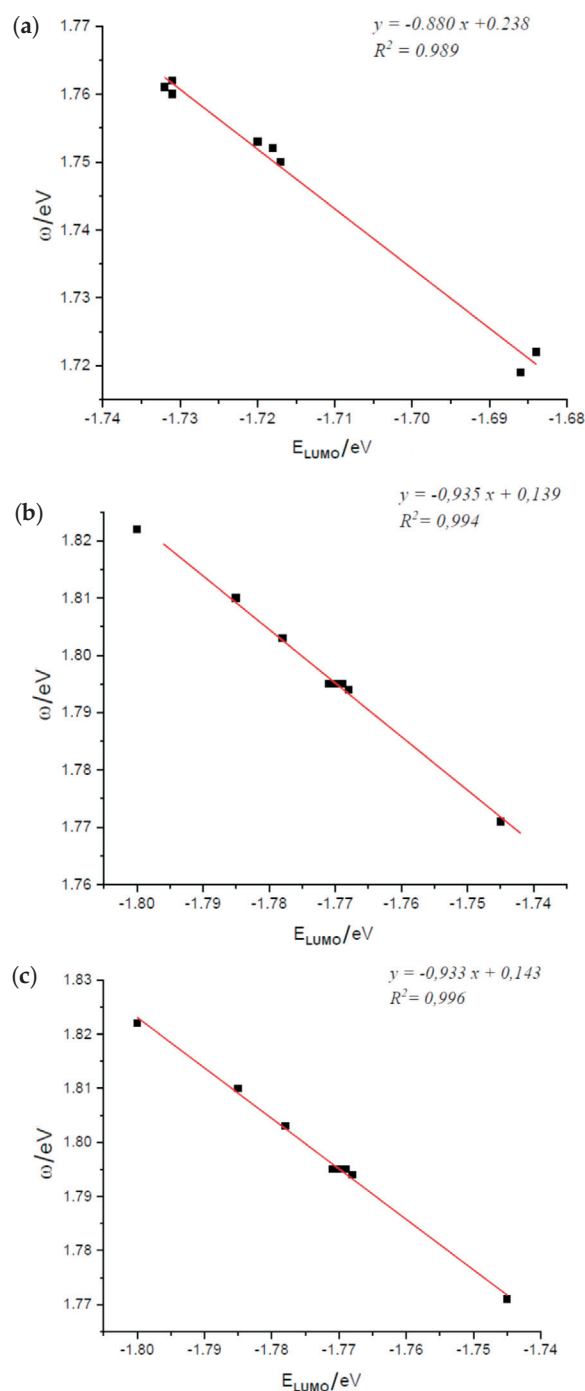 (a)
y = -0.880 x +0.238
R² = 0.989
1.77
1.76
1.75
1.74
1.73
1.72
ω/eV
-1.74 -1.73 -1.72 -1.71 -1.70 -1.69 -1.68
E_LUMO/eV
(b)
y = -0,935 x + 0,139
R² = 0,994
1.82
1.81
1.80
1.79
1.78
1.77
1.76
ω/eV
-1.80 -1.79 -1.78 -1.77 -1.76 -1.75 -1.74
E_LUMO/eV
(c)
y = -0,933 x + 0,143
R² = 0,996
1.83
1.82
1.81
1.80
1.79
1.78
1.77
ω/eV
-1.80 -1.79 -1.78 -1.77 -1.76 -1.75 -1.74
E_LUMO/eV